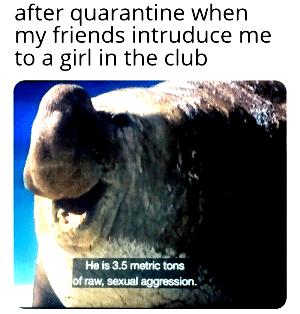 after quarantine when
my friends intruduce me
to a girl in the club
He is 3.5 metric tons
of raw, sexual aggression.